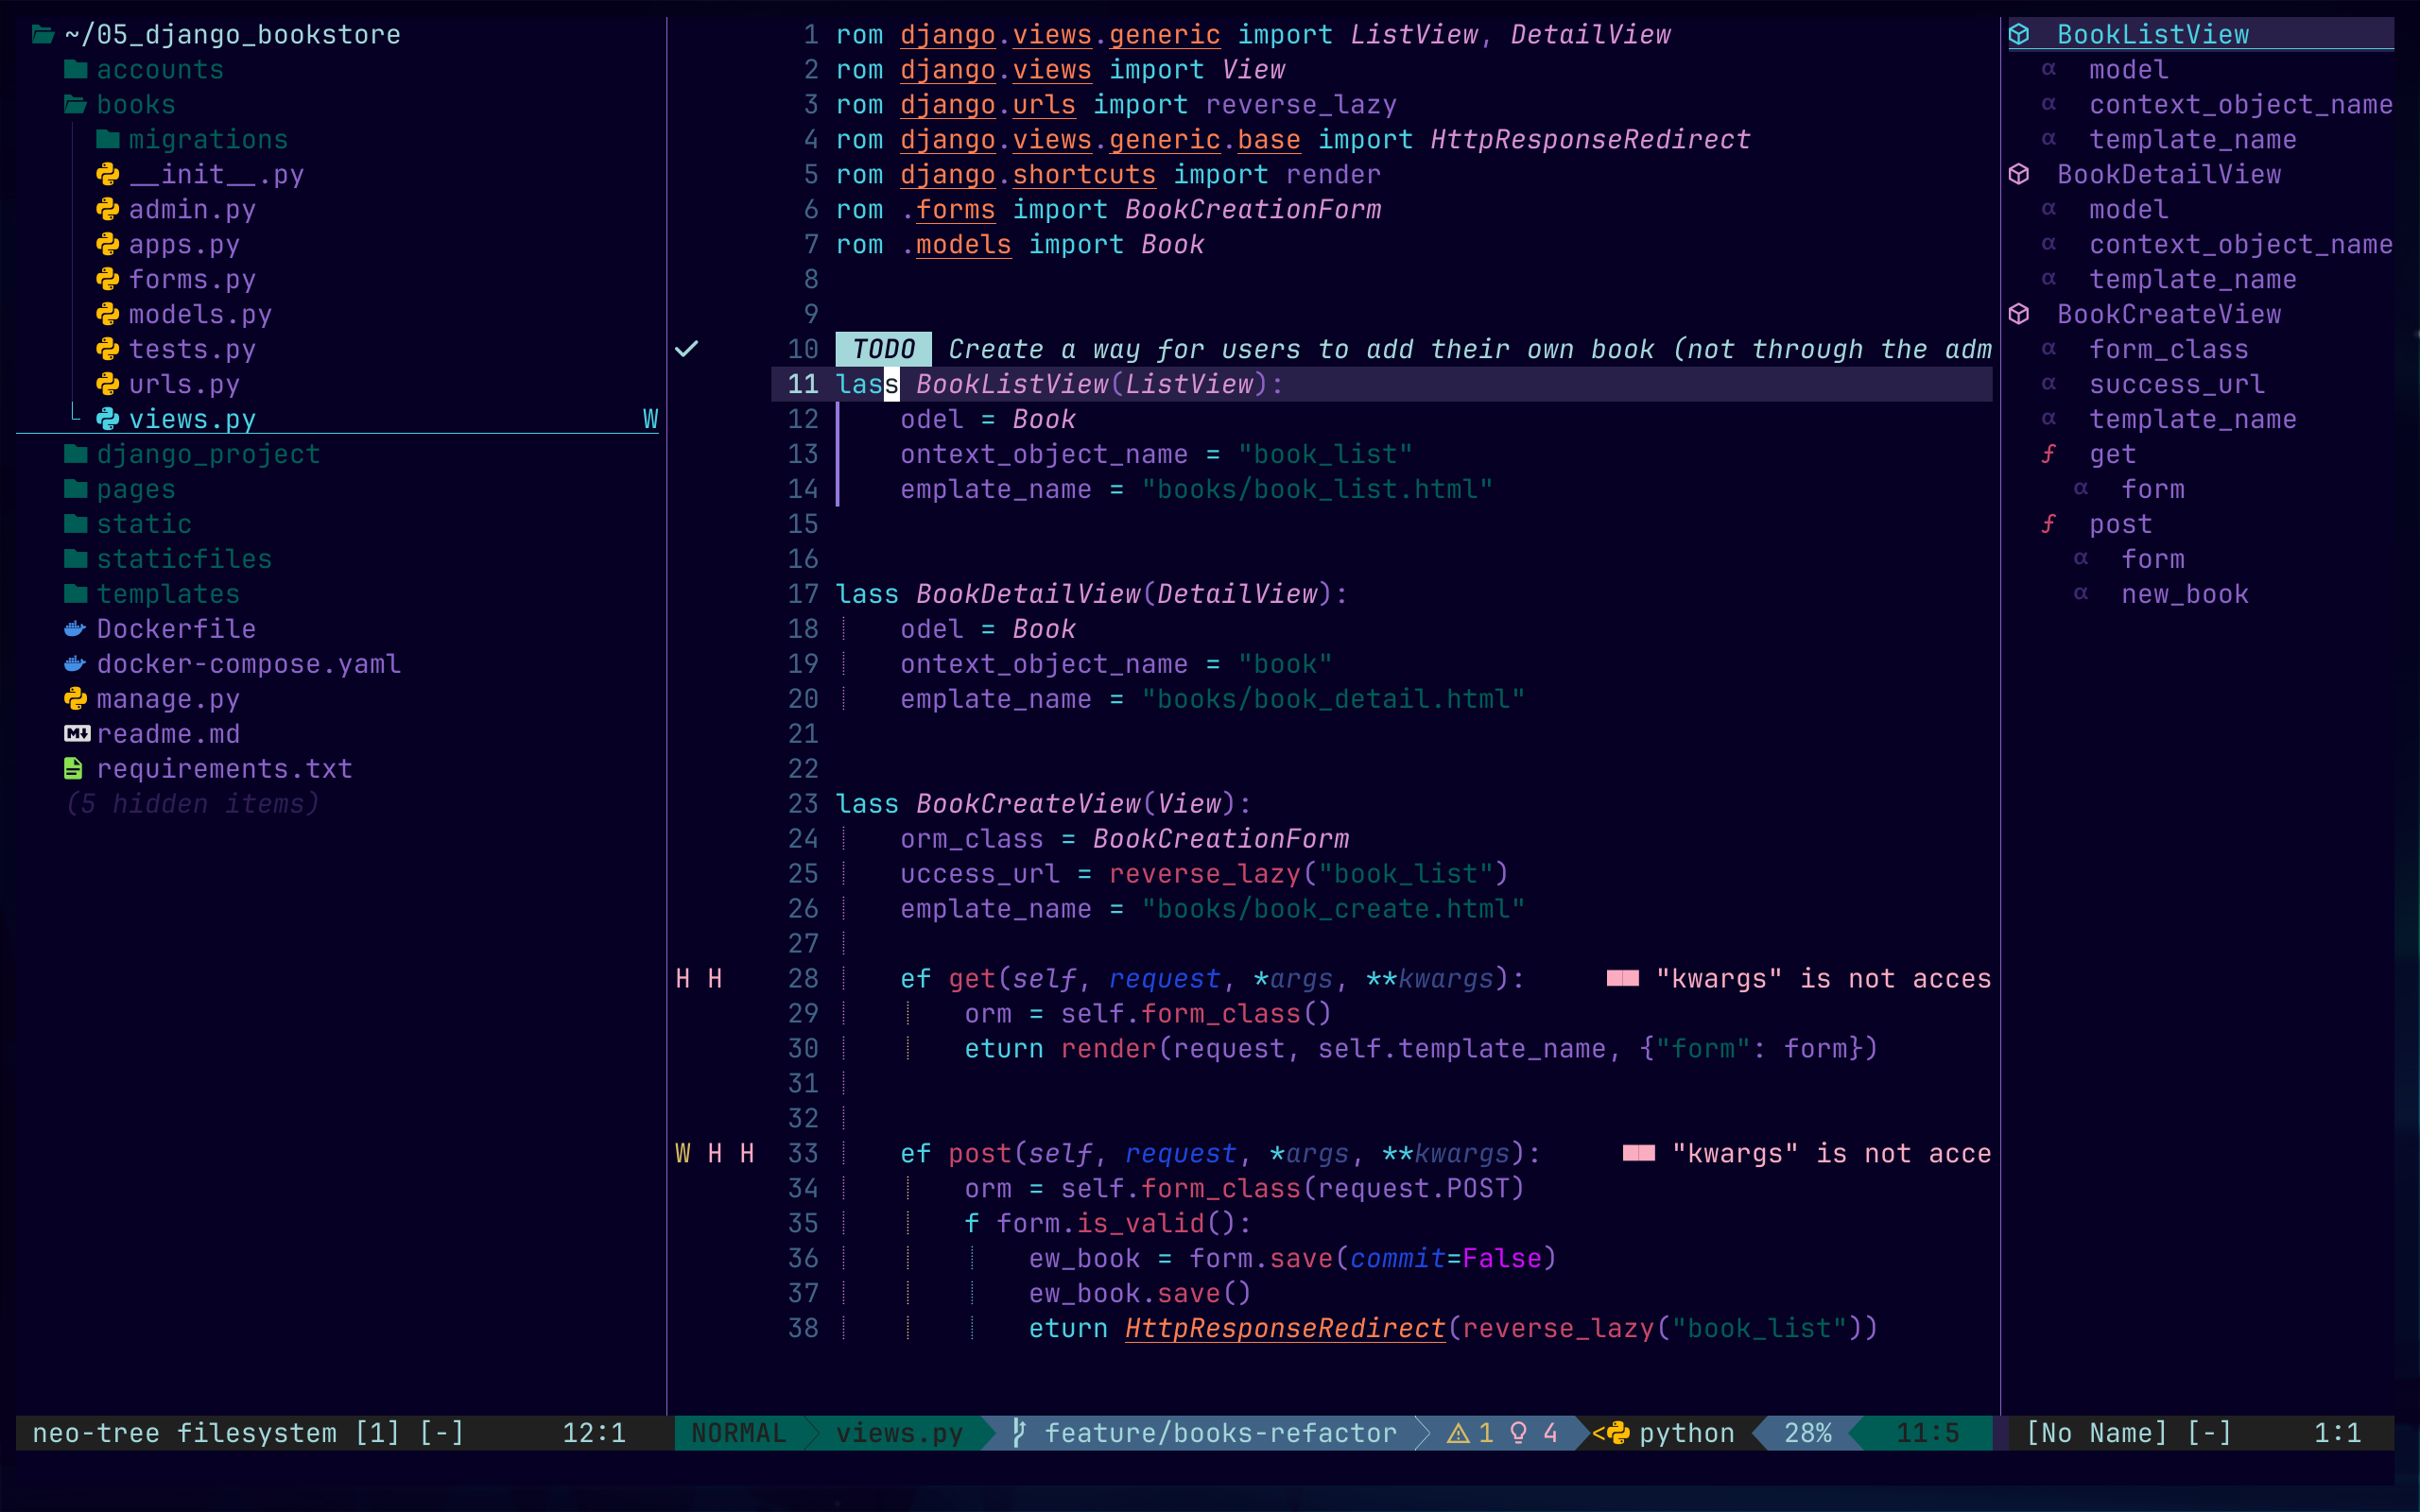 ~/05_django_bookstore
accounts
books
migrations
__init__.py
admin.py
apps.py
forms.py
models.py
tests.py
urls.py
views.py W
django_project
pages
static
staticfiles
templates
Dockerfile
docker-compose.yaml
manage.py
readme.md
requirements.txt
(5 hidden items)
1 rom django.views.generic import ListView, DetailView
2 rom django.views import View
3 rom django.urls import reverse_lazy
4 rom django.views.generic.base import HttpResponseRedirect
5 rom django.shortcuts import render
6 rom .forms import BookCreationForm
7 rom .models import Book
8
9
10 TODO Create a way for users to add their own book (not through the adm
11 lass BookListView(ListView):
12 odel = Book
13 ontext_object_name = "book_list"
14 emplate_name = "books/book_list.html"
15
16
17 lass BookDetailView(DetailView):
18 odel = Book
19 ontext_object_name = "book"
20 emplate_name = "books/book_detail.html"
21
22
23 lass BookCreateView(View):
24 orm_class = BookCreationForm
25 uccess_url = reverse_lazy("book_list")
26 emplate_name = "books/book_create.html"
27
H H 28 ef get(self, request, *args, **kwargs): ■■ "kwargs" is not acces
29 orm = self.form_class()
30 eturn render(request, self.template_name, {"form": form})
31
32
W H H 33 ef post(self, request, *args, **kwargs): ■■ "kwargs" is not acce
34 orm = self.form_class(request.POST)
35 f form.is_valid():
36 ew_book = form.save(commit=False)
37 ew_book.save()
38 eturn HttpResponseRedirect(reverse_lazy("book_list"))
BookListView
α model
α context_object_name
α template_name
BookDetailView
α model
α context_object_name
α template_name
BookCreateView
α form_class
α success_url
α template_name
ƒ get
α form
ƒ post
α form
α new_book
neo-tree filesystem [1] [-] 12:1 NORMAL views.py feature/books-refactor 1 4 < python 28% 11:5 [No Name] [-] 1:1